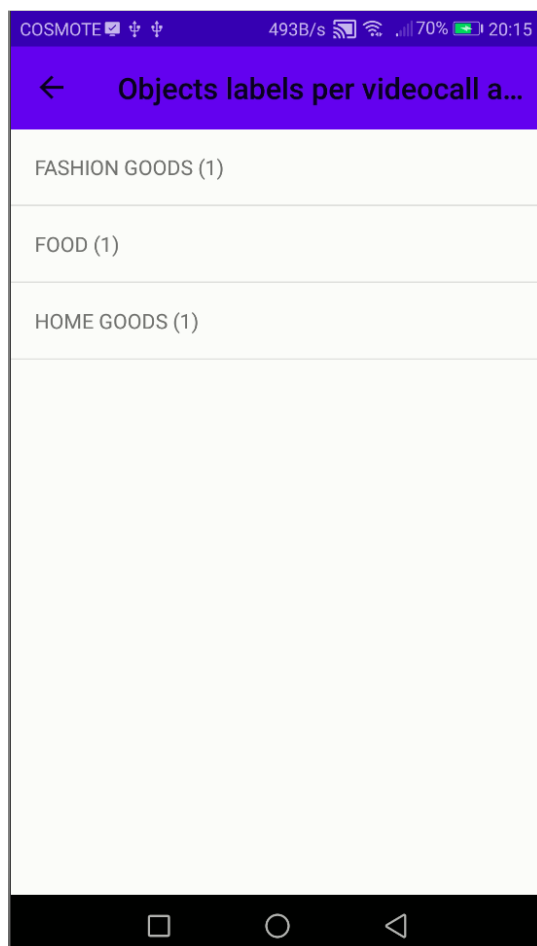 COSMOTE 493B/s 70% 20:15
Objects labels per videocall a...
FASHION GOODS (1)
FOOD (1)
HOME GOODS (1)